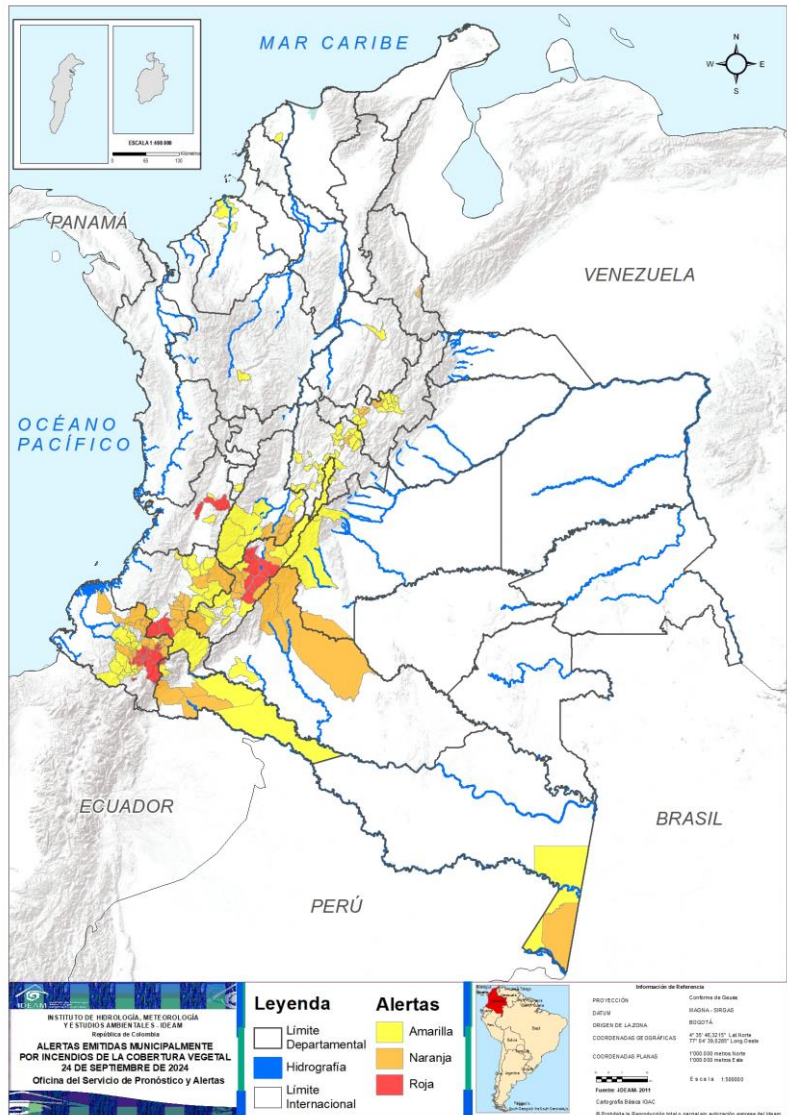 MAR CARIBE
N
W
E
S
ESCALA 1:400.000
0 65 130
PANAMÁ
VENEZUELA
OCÉANO
PACÍFICO
ECUADOR
BRASIL
PERÚ
IDEAM
INSTITUTO DE HIDROLOGÍA, METEOROLOGÍA
Y ESTUDIOS AMBIENTALES - IDEAM
República de Colombia
ALERTAS EMITIDAS MUNICIPALMENTE
POR INCENDIOS DE LA COBERTURA VEGETAL
24 DE SEPTIEMBRE DE 2024
Oficina del Servicio de Pronóstico y Alertas
Leyenda
Límite
Departamental
Hidrografía
Límite
Internacional
Alertas
Amarilla
Naranja
Roja
Información de Referencia
PROYECCIÓN Conforme de Gauss
DATUM MAGNA - SIRGAS
ORIGEN DE LA ZONA BOGOTÁ
COORDENADAS GEOGRÁFICAS
COORDENADAS PLANAS 1'000.000 metros Norte
1'000.000 metros Este
Escala 1:500000
Fuente: IDEAM- 2011
Cartografía Básica IGAC